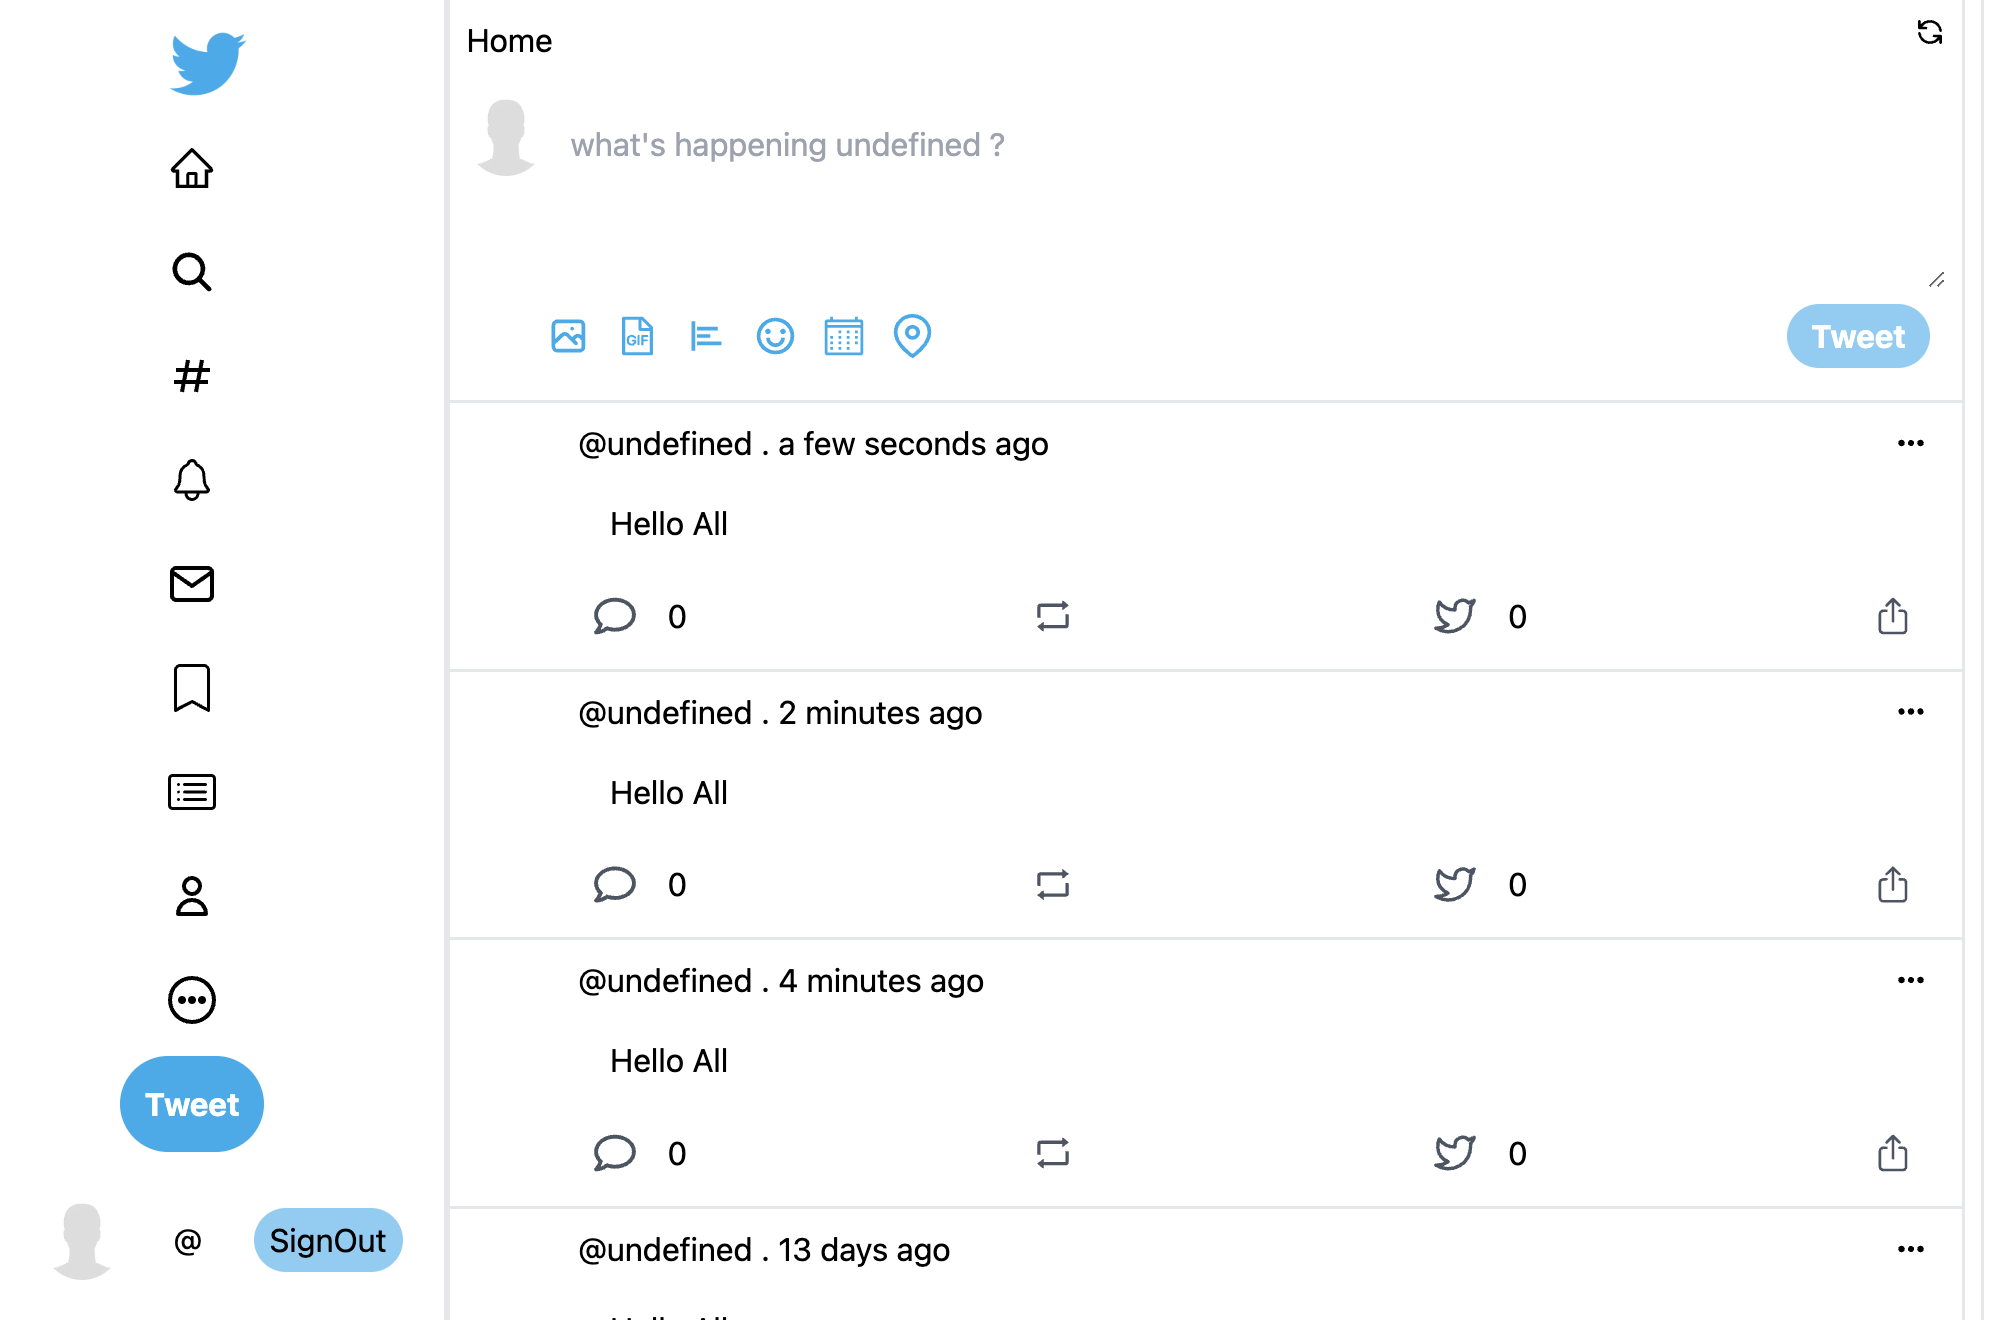 Home
what's happening undefined ?
GIF
Tweet
@undefined . a few seconds ago
Hello All
0
0
@undefined . 2 minutes ago
Hello All
0
0
@undefined . 4 minutes ago
Hello All
0
0
@undefined . 13 days ago
Tweet
@
SignOut